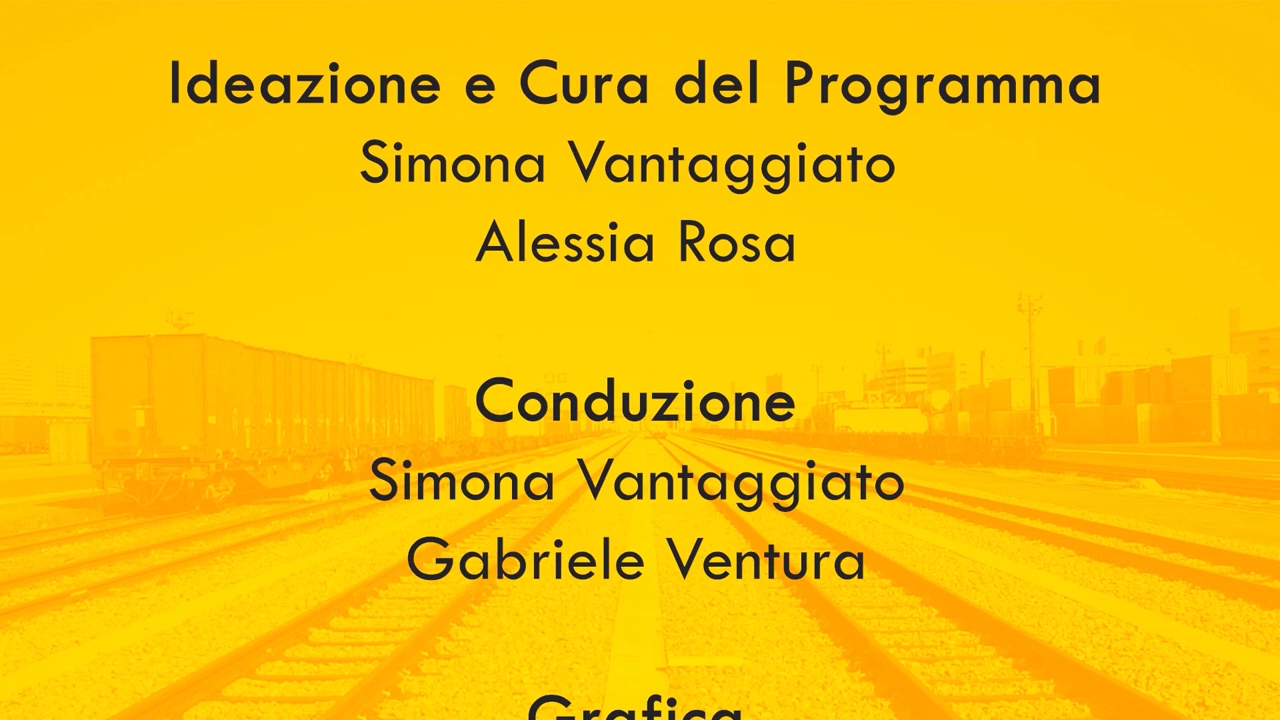 Ideazione e Cura del Programma
Simona Vantaggiato
Alessia Rosa
Conduzione
Simona Vantaggiato
Gabriele Ventura
Grafica